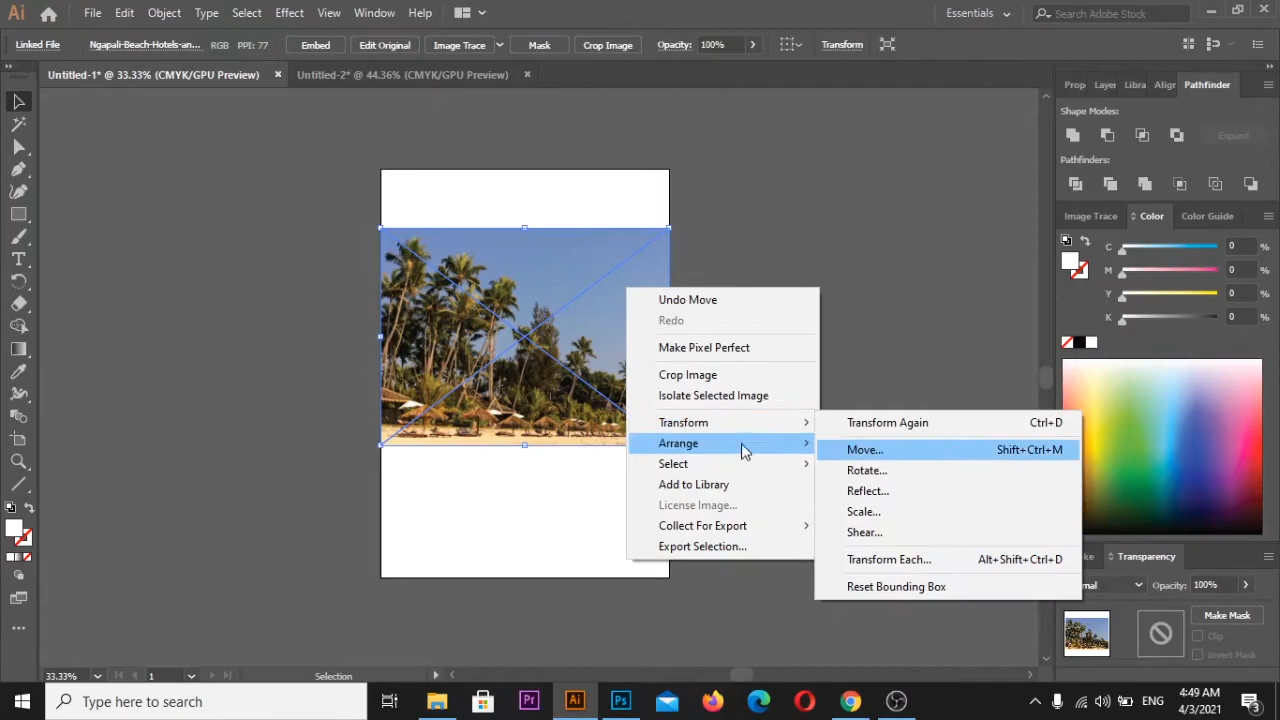 Ai File Edit Object Type Select Effect View Window Help Essentials Search Adobe Stock
Linked File Ngapali-Beach-Hotels-an... RGB PPI: 77 Embed Edit Original Image Trace Mask Crop Image Opacity: 100% Transform
Untitled-1* @ 33.33% (CMYK/GPU Preview) Untitled-2* @ 44.36% (CMYK/GPU Preview)
Prop Layer Libra Aligr Pathfinder
Shape Modes:
Expand
Pathfinders:
Image Trace Color Color Guide
C 0 %
M 0 %
Y 0 %
K 0 %
Undo Move
Redo
Make Pixel Perfect
Crop Image
Isolate Selected Image
Transform
Arrange
Select
Add to Library
License Image...
Collect For Export
Export Selection...
Transform Again Ctrl+D
Move... Shift+Ctrl+M
Rotate...
Reflect...
Scale...
Shear...
Transform Each... Alt+Shift+Ctrl+D
Reset Bounding Box
Transparency
Opacity: 100%
Make Mask
Clip
Invert Mask
33.33% 1 Selection
Type here to search
Pr Ai Ps
ENG
4:49 AM
4/3/2021
3